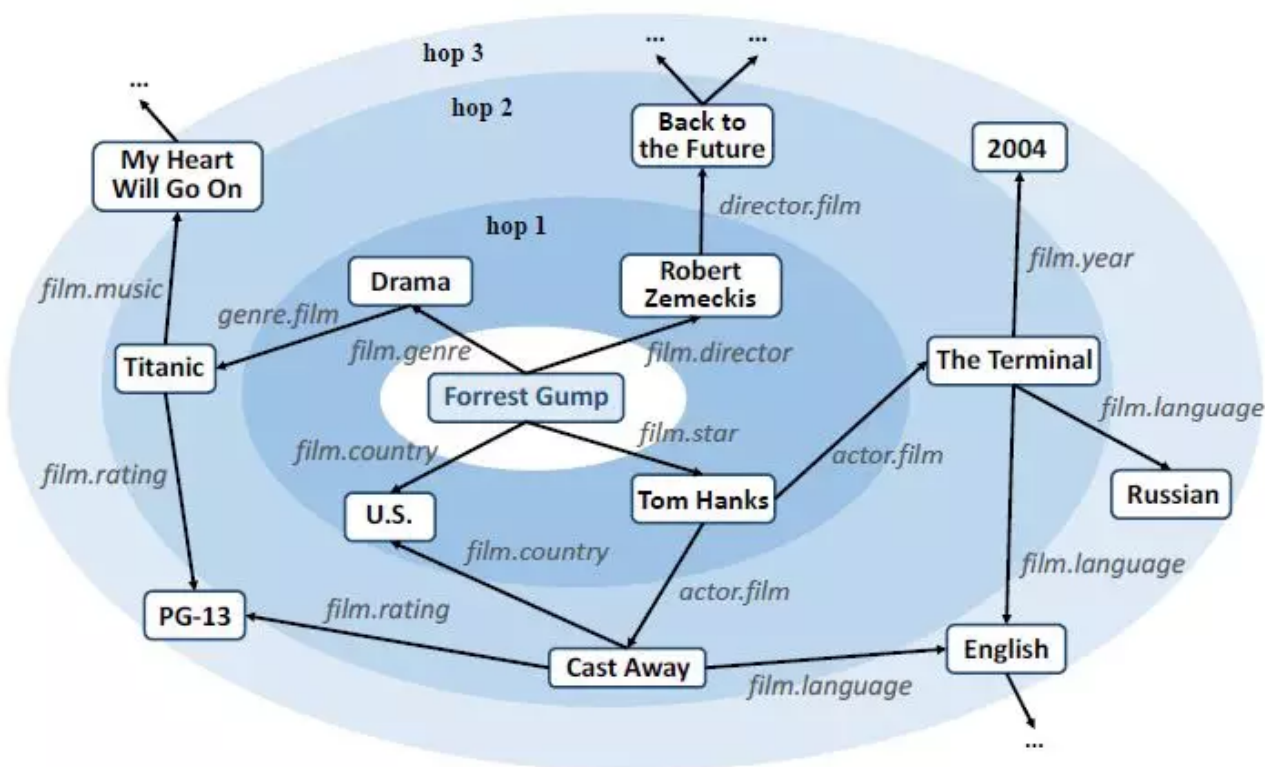 ...
...
hop 3
...
hop 2
Back to
the Future
2004
My Heart
Will Go On
director.film
hop 1
film.year
Drama
Robert
Zemeckis
film.music
genre.film
film.genre
film.director
Titanic
The Terminal
Forrest Gump
film.language
film.star
film.country
actor.film
film.rating
Tom Hanks
Russian
U.S.
film.country
film.language
actor.film
film.rating
PG-13
English
Cast Away
film.language
...